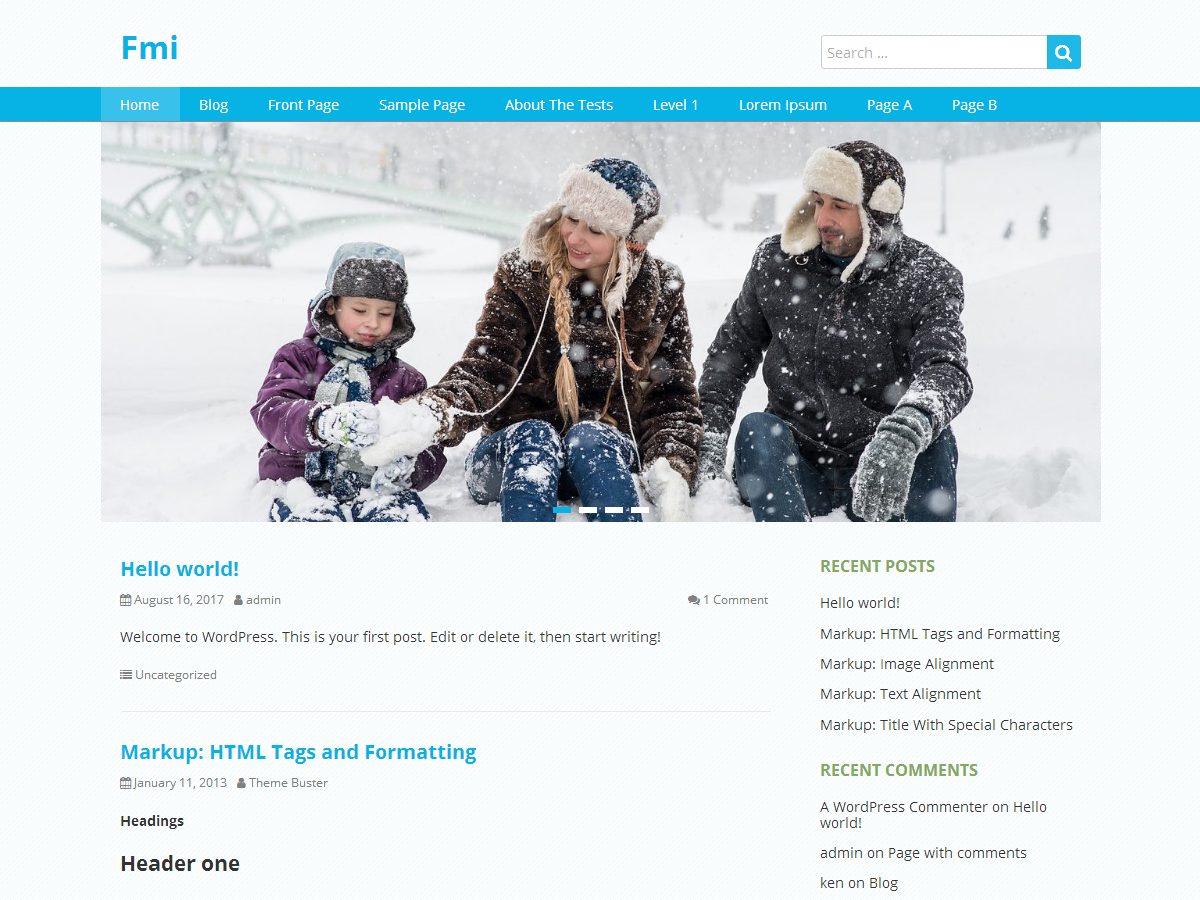 Fmi
Search ...
Home Blog Front Page Sample Page About The Tests Level 1 Lorem Ipsum Page A Page B
Hello world!
August 16, 2017 admin 1 Comment
Welcome to WordPress. This is your first post. Edit or delete it, then start writing!
Uncategorized
Markup: HTML Tags and Formatting
January 11, 2013 Theme Buster
Headings
Header one
RECENT POSTS
Hello world!
Markup: HTML Tags and Formatting
Markup: Image Alignment
Markup: Text Alignment
Markup: Title With Special Characters
RECENT COMMENTS
A WordPress Commenter on Hello
world!
admin on Page with comments
ken on Blog